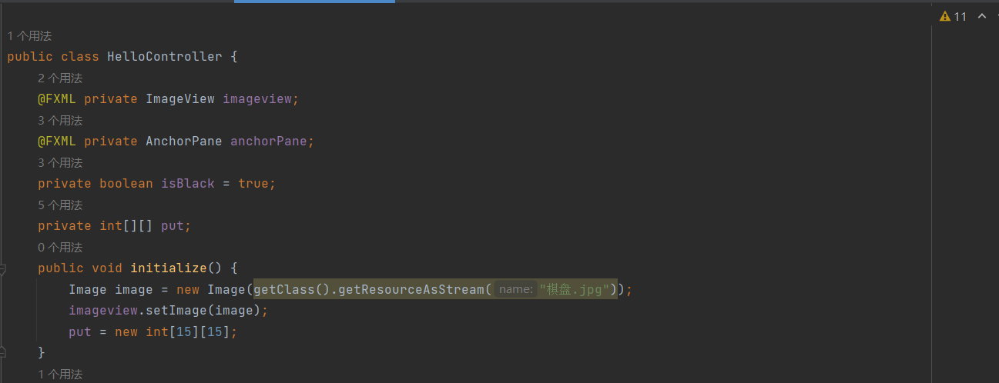 11
1 个用法
public class HelloController {
2 个用法
@FXML private ImageView imageview;
3 个用法
@FXML private AnchorPane anchorPane;
3 个用法
private boolean isBlack = true;
5 个用法
private int[][] put;
0 个用法
public void initialize() {
Image image = new Image(getClass().getResourceAsStream( name: "棋盘.jpg"));
imageview.setImage(image);
put = new int[15][15];
}
1 个用法